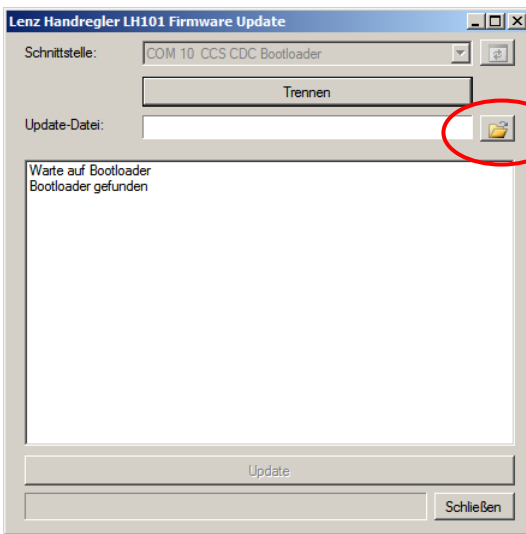 Lenz Handregler LH101 Firmware Update
Schnittstelle: COM 10 CCS CDC Bootloader
Trennen
Update-Datei:
Warte auf Bootloader
Bootloader gefunden
Update
Schließen